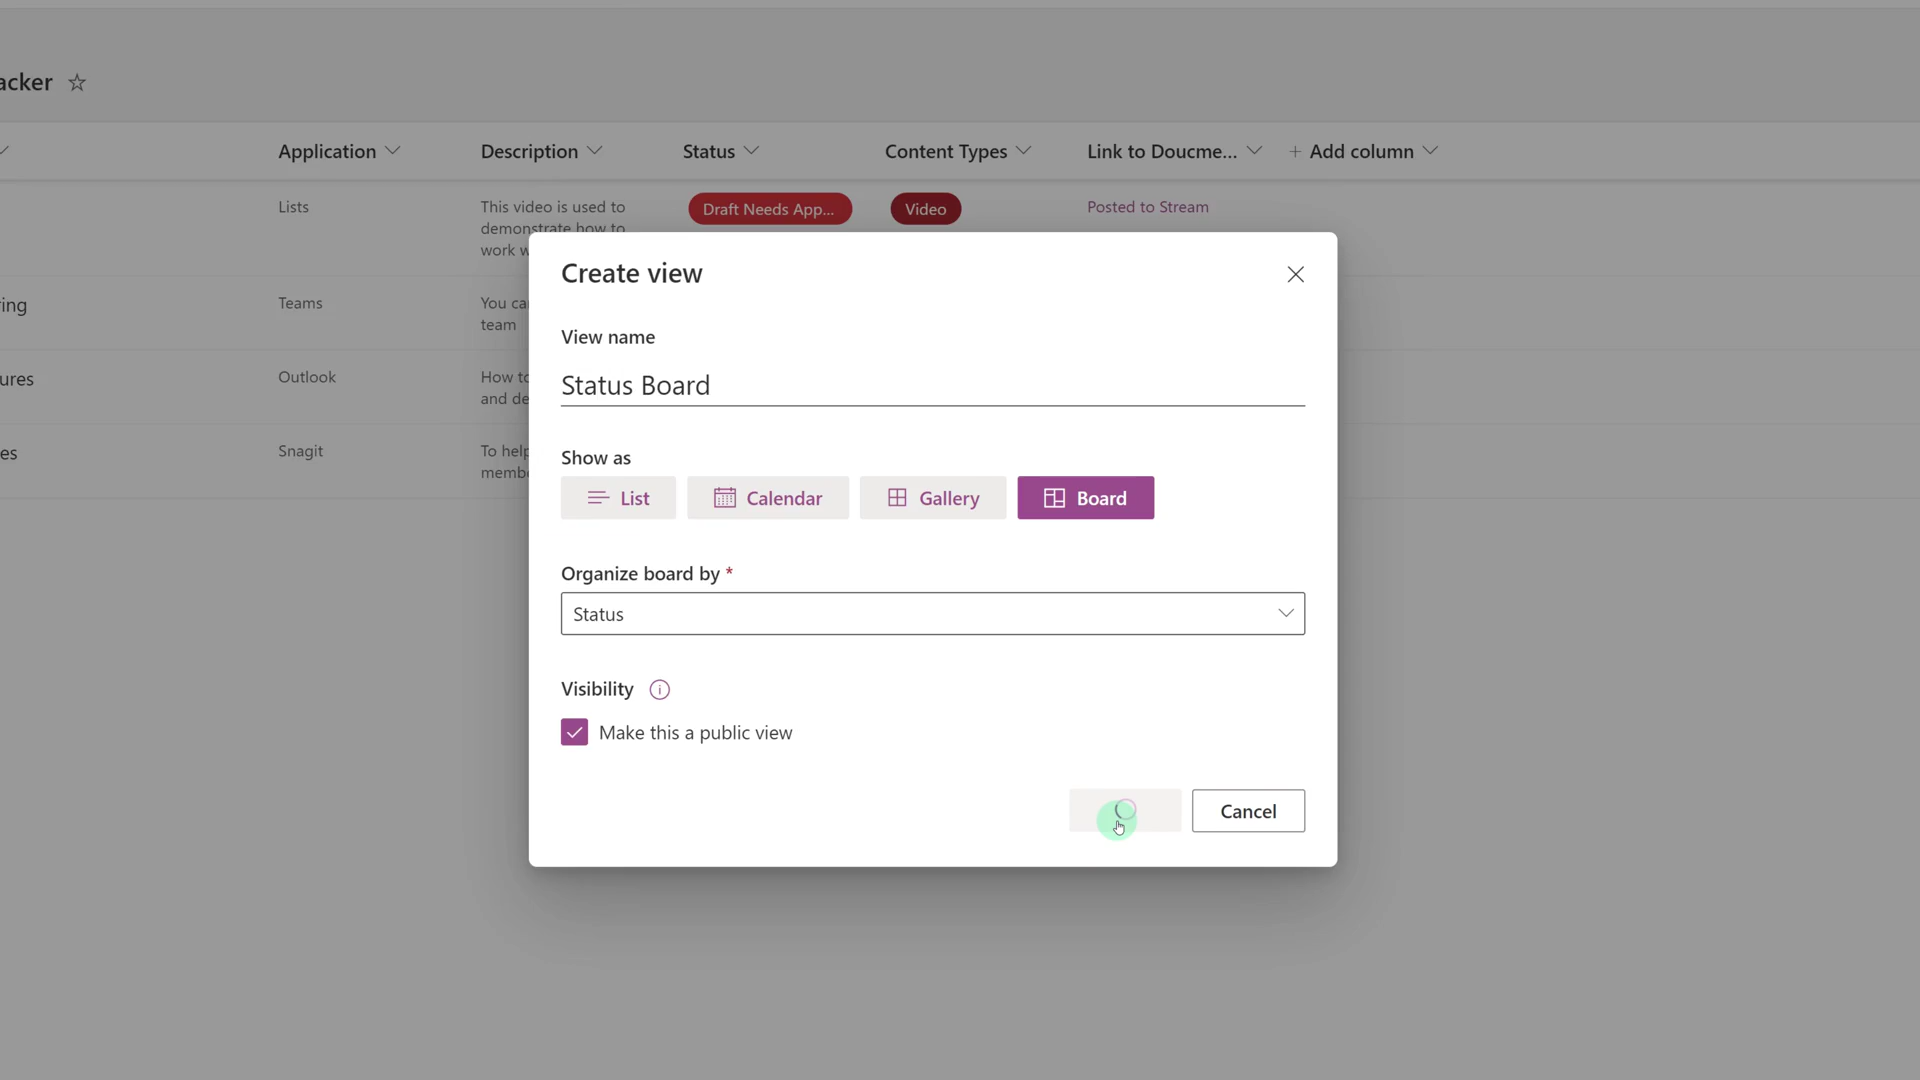 acker
Application
Description
Status
Content Types
Link to Doucme...
+ Add column
Lists
This video is used to
demonstrate how to
work w
Draft Needs App...
Video
Posted to Stream
ring
Teams
You ca
team
ures
Outlook
How to
and de
es
Snagit
To help
membe
Create view
View name
Status Board
Show as
List
Calendar
Gallery
Board
Organize board by *
Status
Visibility
Make this a public view
Cancel